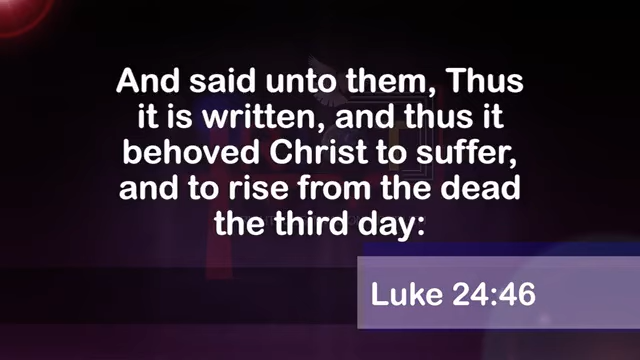 And said unto them, Thus
it is written, and thus it
behoved Christ to suffer,
and to rise from the dead
the third day:
Luke 24:46